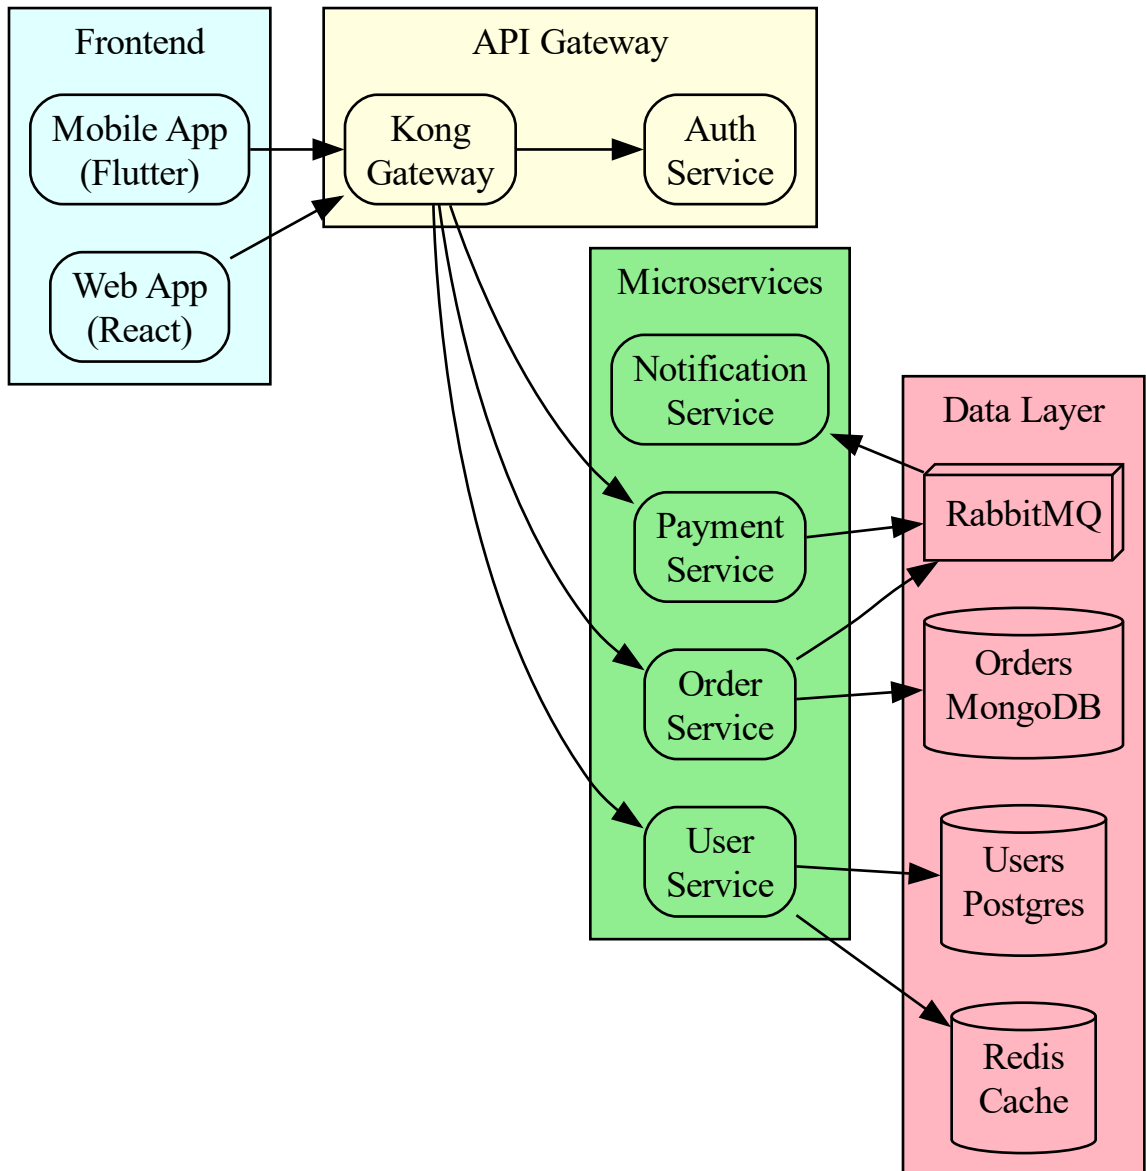 Frontend
Mobile App
(Flutter)
Web App
(React)
API Gateway
Kong
Gateway
Auth
Service
Microservices
Notification
Service
Payment
Service
Order
Service
User
Service
Data Layer
RabbitMQ
Orders
MongoDB
Users
Postgres
Redis
Cache